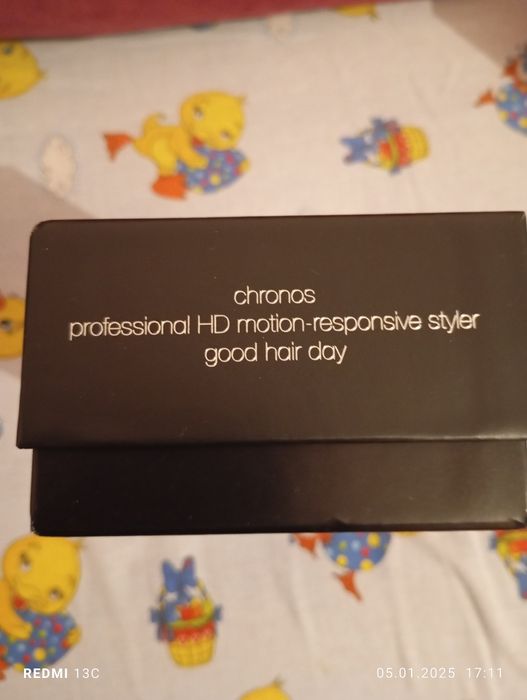 chronos
professional HD motion-responsive styler
good hair day
REDMI 13C
05.01.2025 17:11